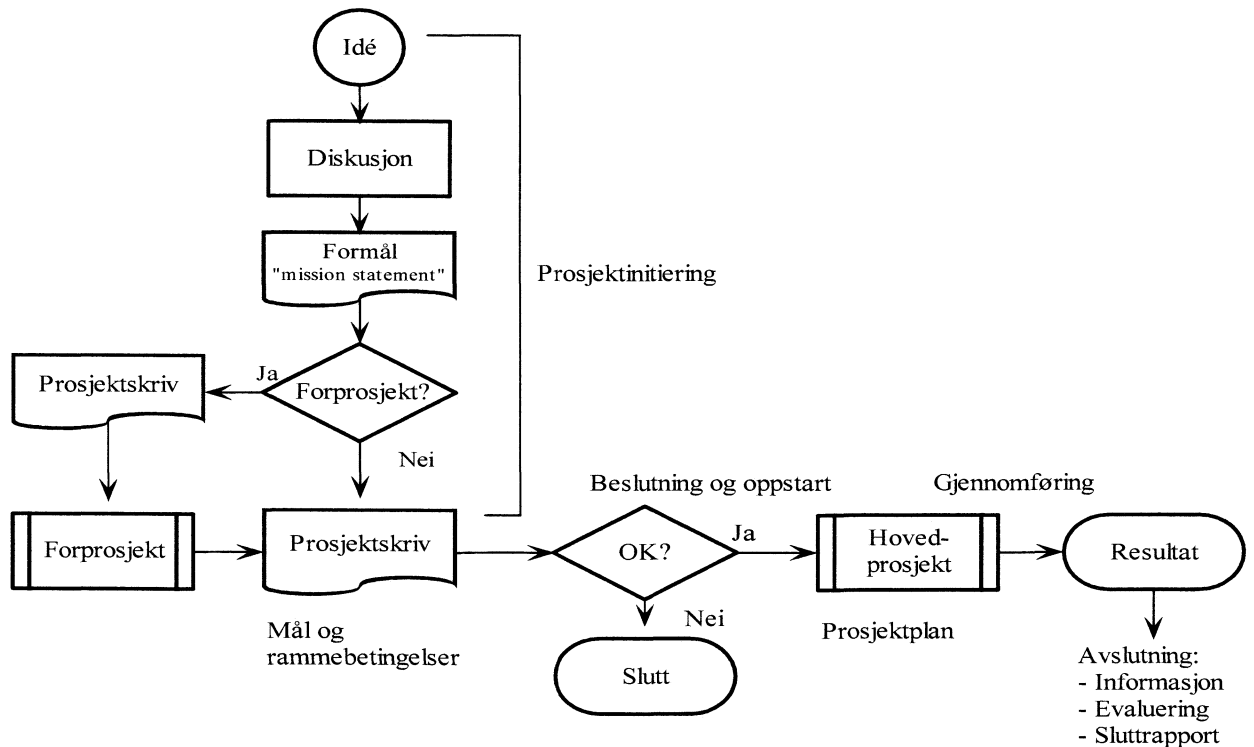 Idé
Diskusjon
Formål
"mission statement"
Prosjektinitiering
Prosjektskriv
Ja
Forprosjekt?
Nei
Beslutning og oppstart
Gjennomføring
Forprosjekt
Prosjektskriv
OK?
Ja
Hoved-
prosjekt
Resultat
Mål og
rammebetingelser
Nei
Prosjektplan
Slutt
Avslutning:
- Informasjon
- Evaluering
- Sluttrapport